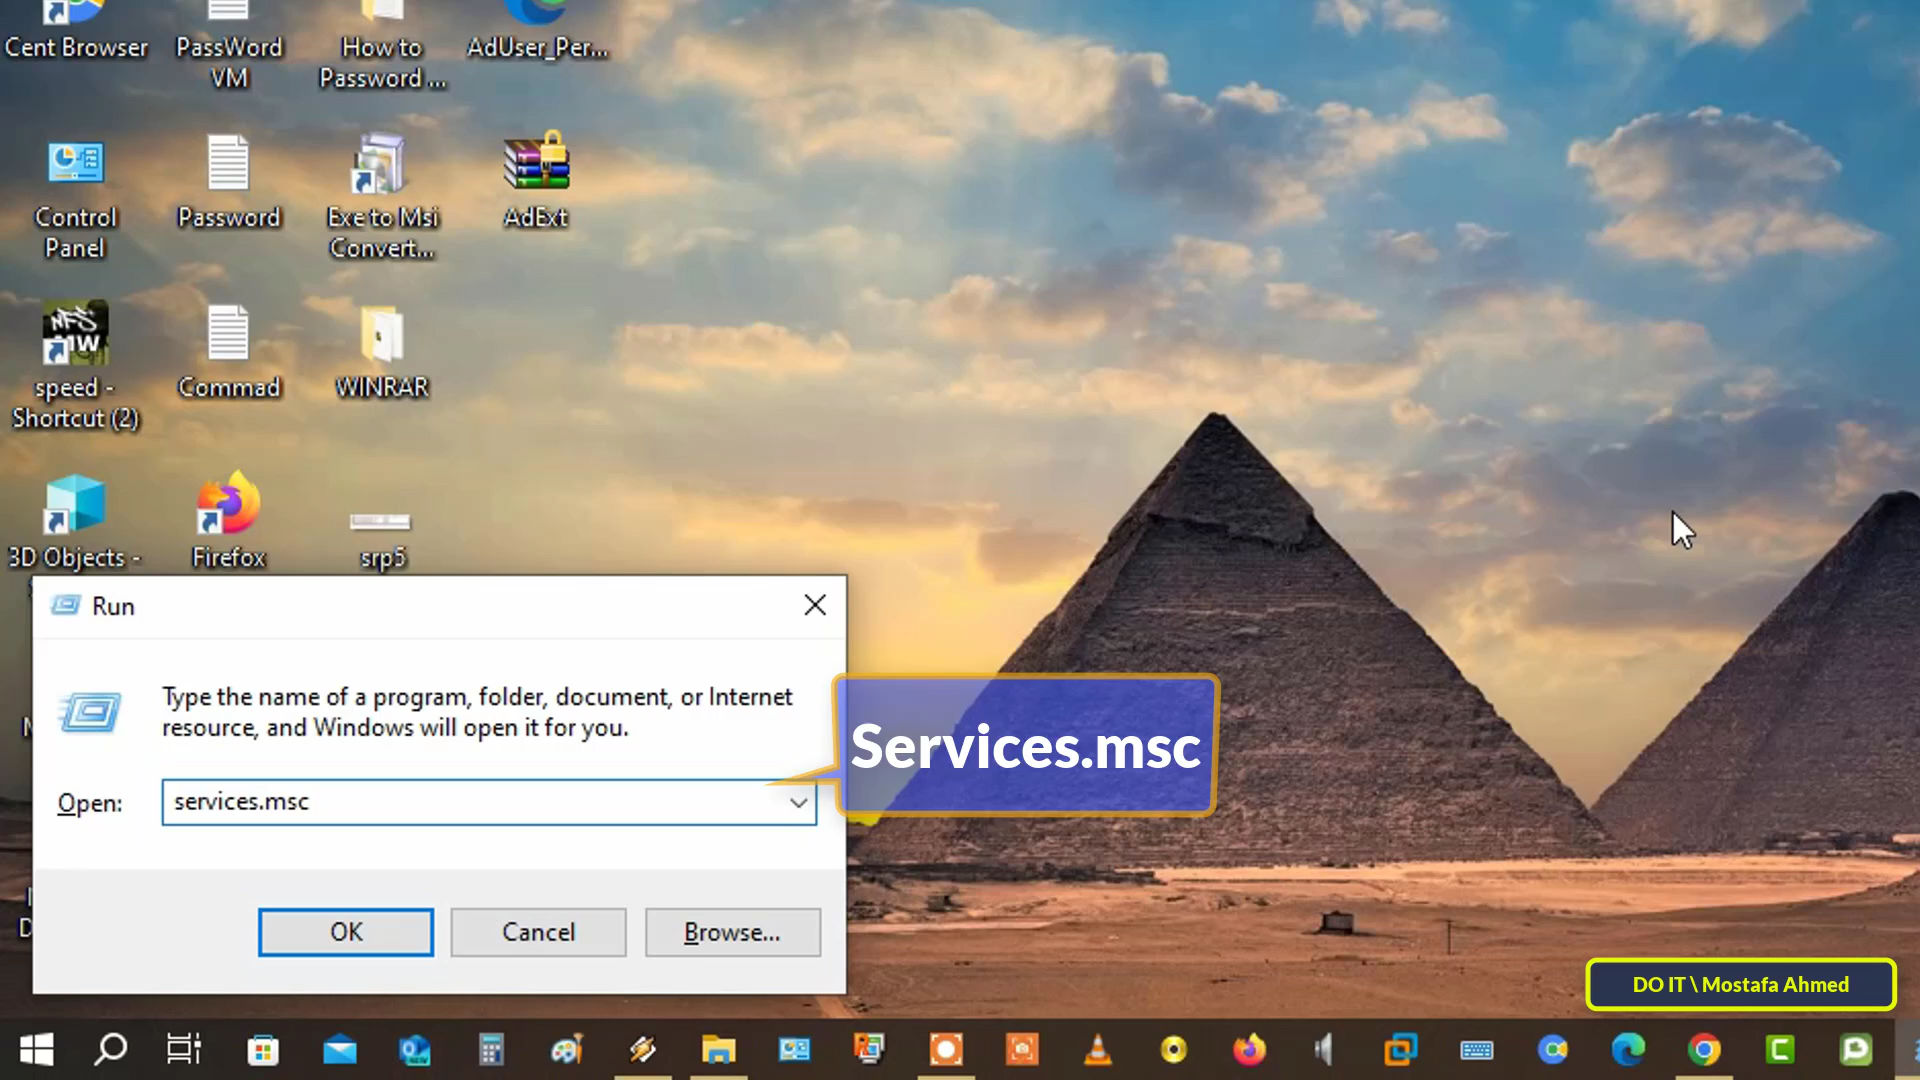 Cent Browser
PassWord
VM
How to
Password ...
AdUser_Per...
Control
Panel
Password
Exe to Msi
Convert...
AdExt
NFS
speed -
Shortcut (2)
Commad
WINRAR
3D Objects -
Firefox
srp5
Run
Type the name of a program, folder, document, or Internet
resource, and Windows will open it for you.
Open:
services.msc
Services.msc
OK
Cancel
Browse...
DO IT \ Mostafa Ahmed